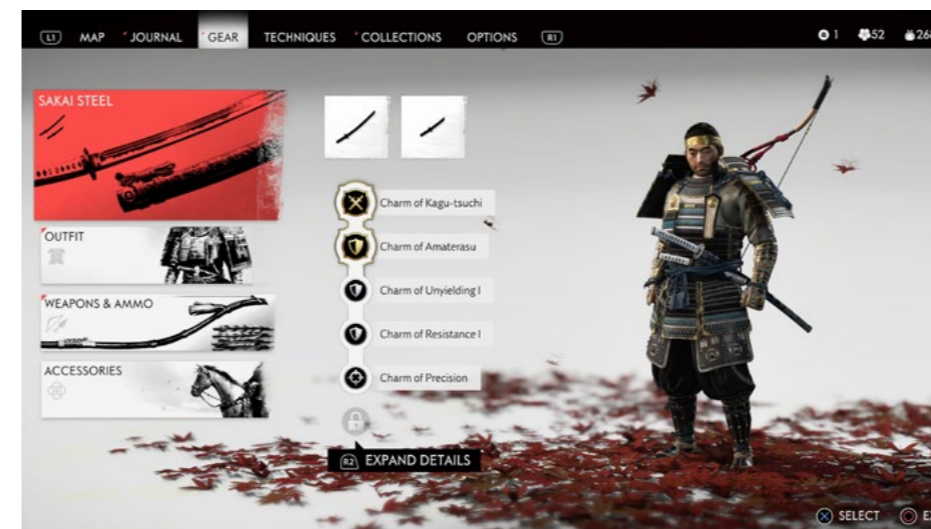 L1 MAP JOURNAL GEAR TECHNIQUES COLLECTIONS OPTIONS R1 1 52
SAKAI STEEL
Charm of Kagu-tsuchi
OUTFIT
Charm of Amaterasu
Charm of Unyielding I
WEAPONS & AMMO
Charm of Resistance I
ACCESSORIES
Charm of Precision
R2 EXPAND DETAILS
SELECT